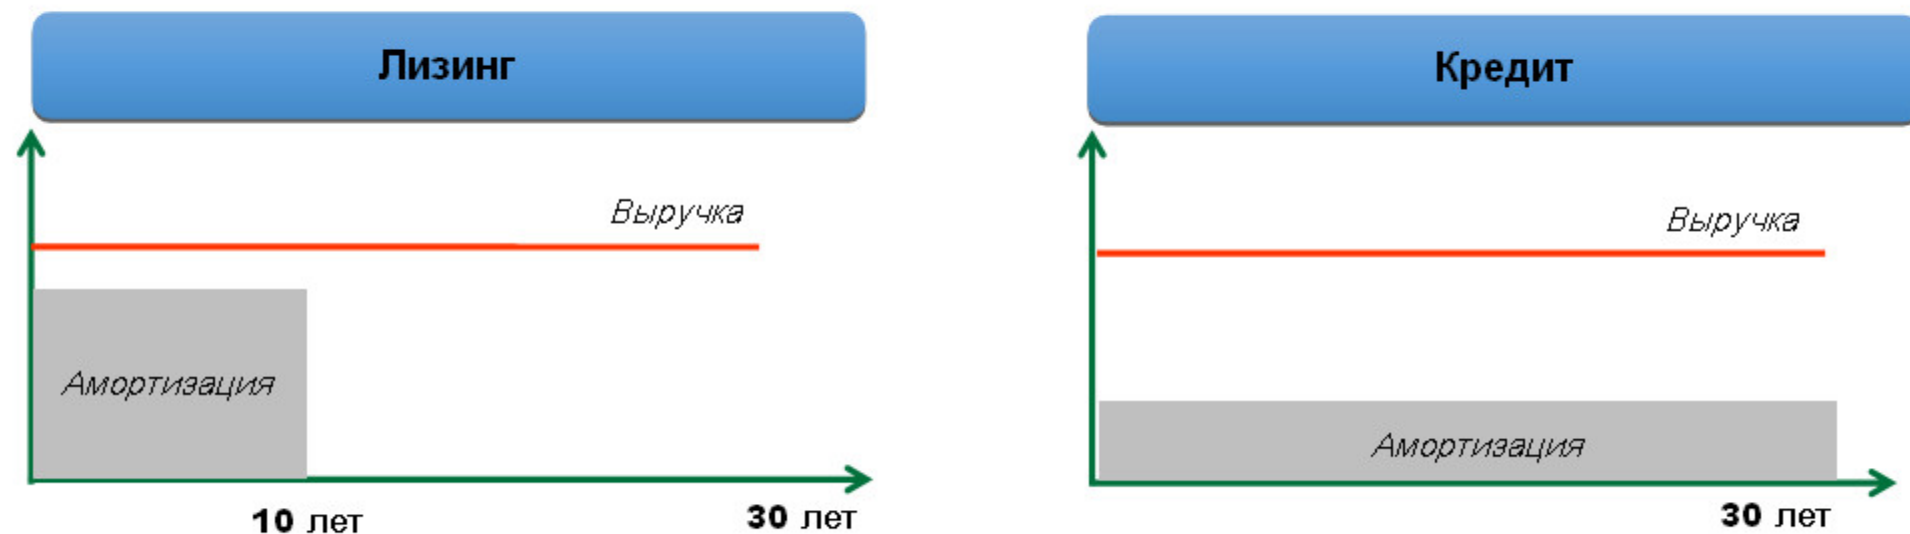 Лизинг
Кредит
Выручка
Выручка
Амортизация
Амортизация
10 лет
30 лет
30 лет